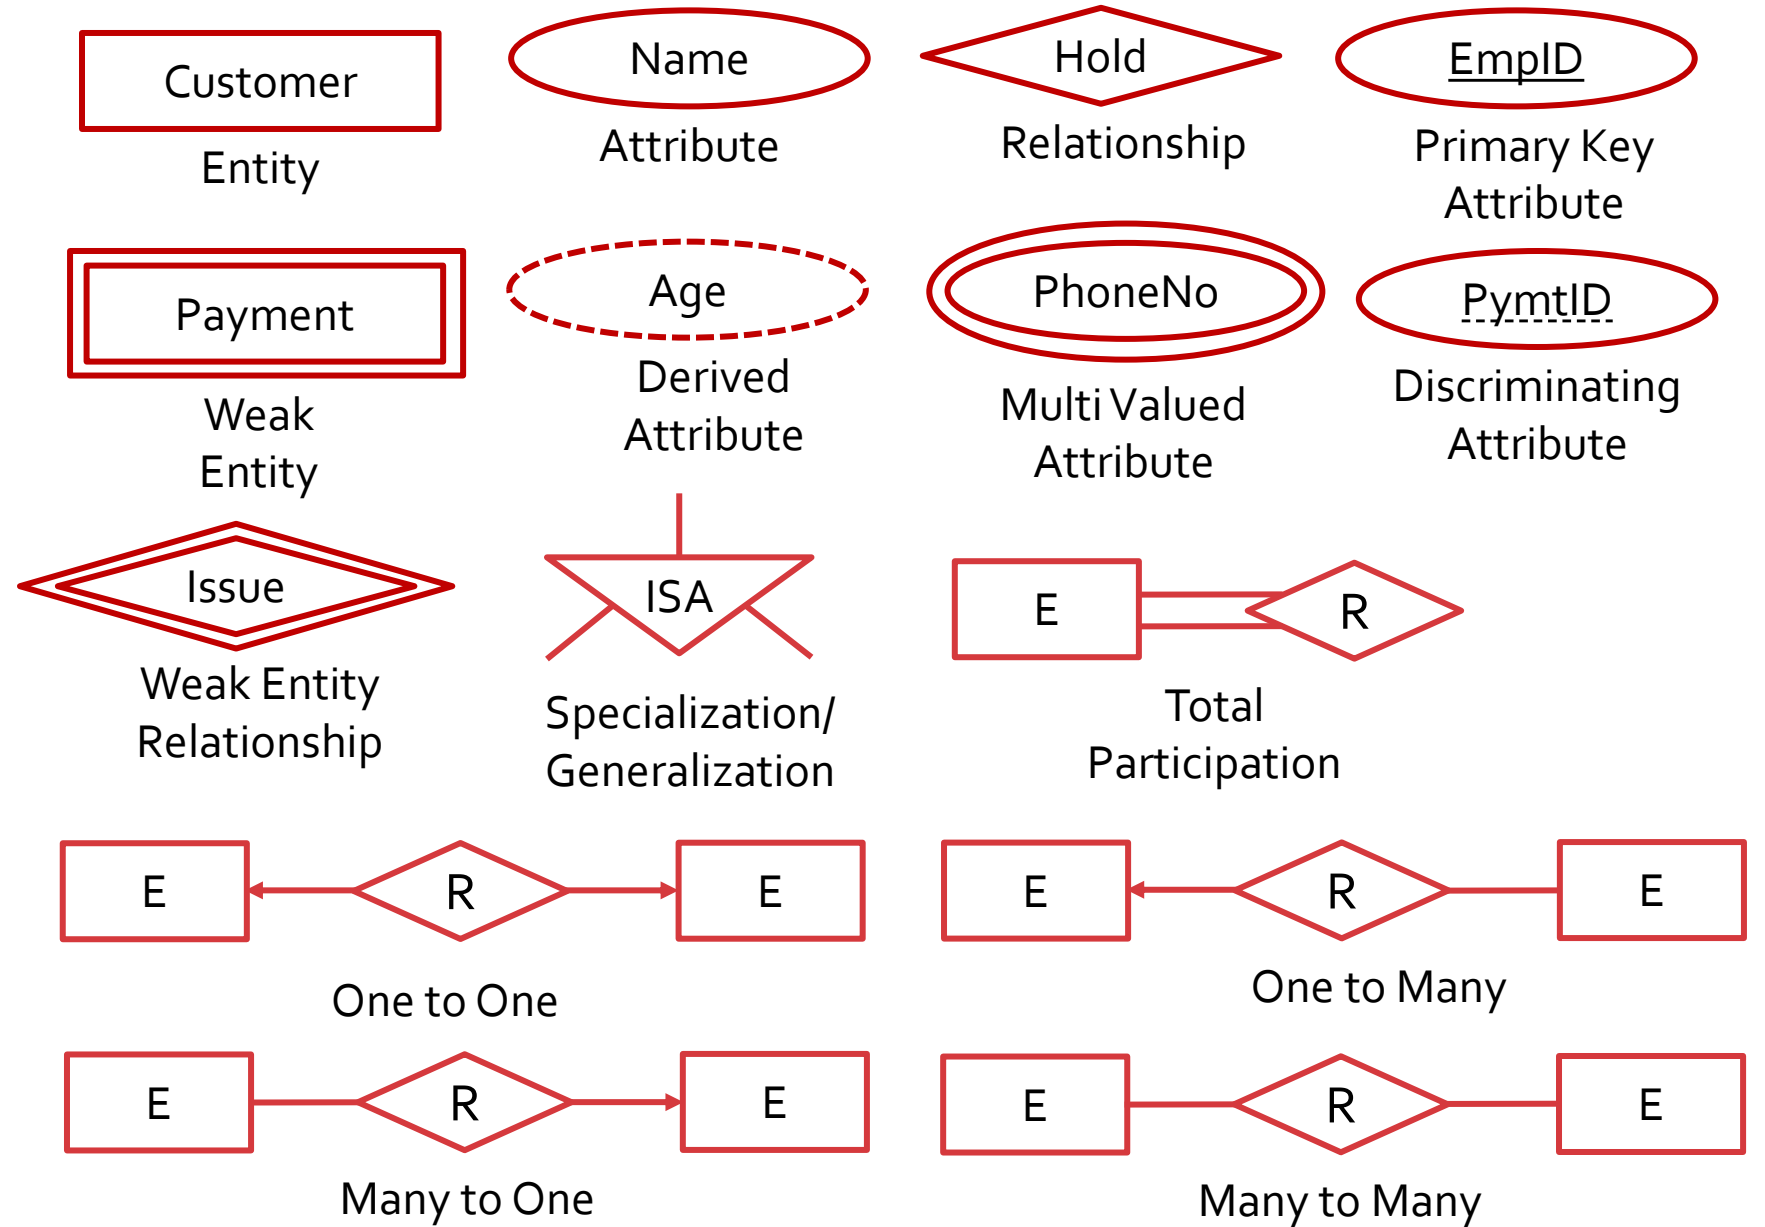 Customer
Entity
Name
Attribute
Hold
Relationship
EmpID
Primary Key
Attribute
Payment
Weak
Entity
Age
Derived
Attribute
PhoneNo
Multi Valued
Attribute
PymtID
Discriminating
Attribute
Issue
Weak Entity
Relationship
ISA
Specialization/
Generalization
E
R
Total
Participation
E
R
E
One to One
E
R
E
One to Many
E
R
E
Many to One
E
R
E
Many to Many